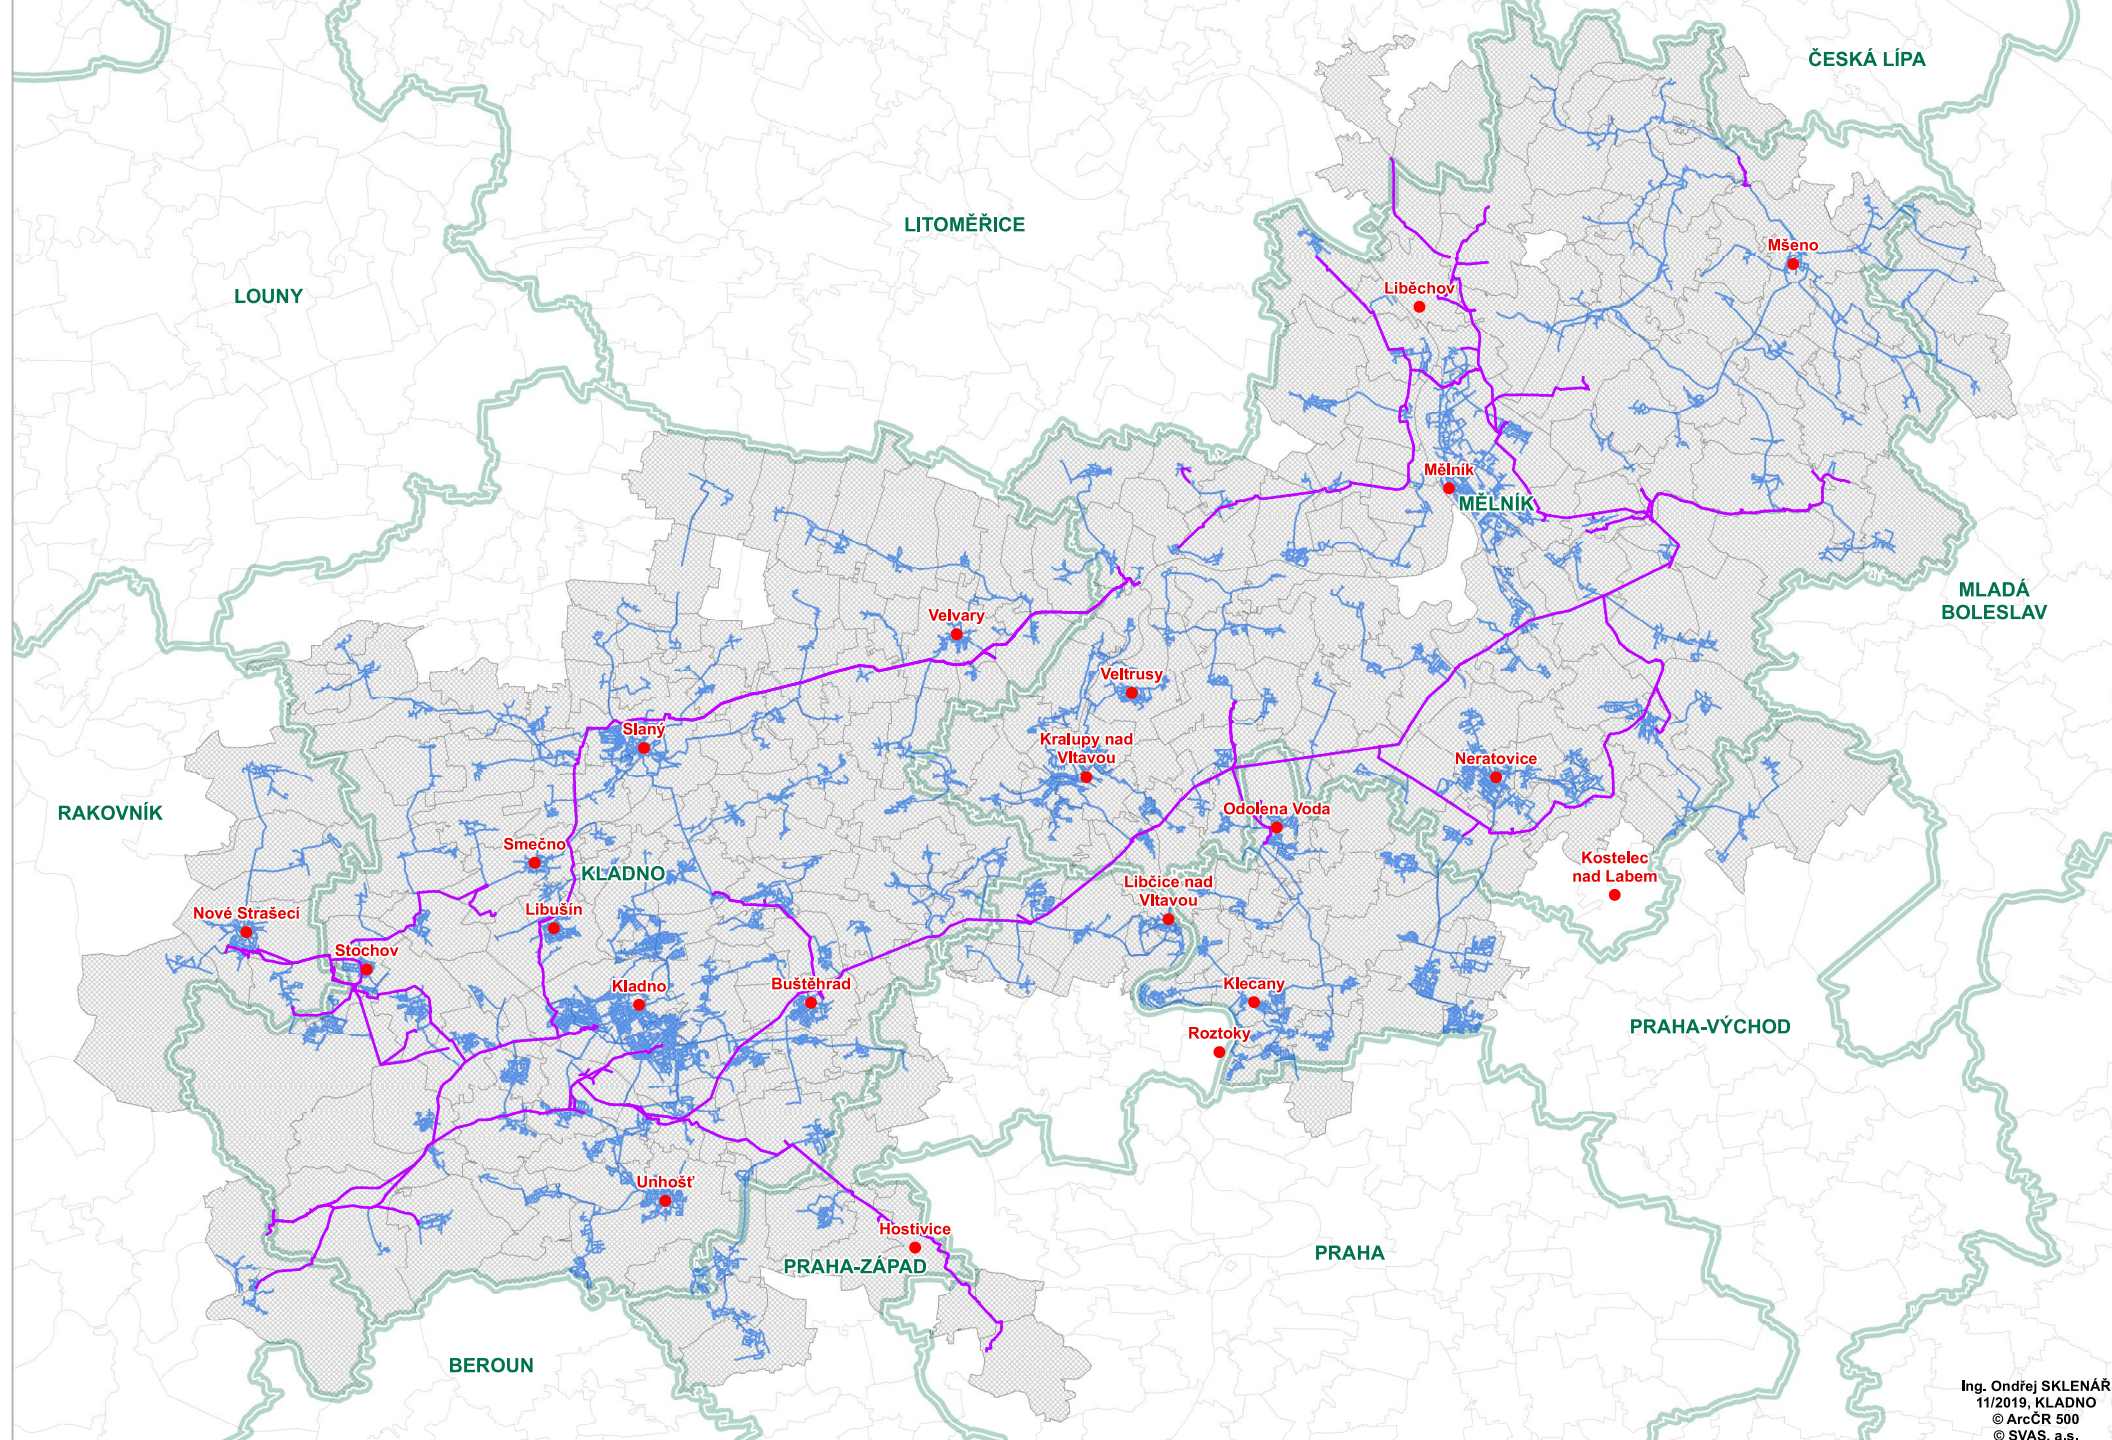 ČESKÁ LÍPA
LITOMĚŘICE
Mšeno
LOUNY
Liběchov
Mělník
MĚLNÍK
MLADÁ
BOLESLAV
Velvary
Veltrusy
Slaný
Kralupy nad
Vltavou
Neratovice
RAKOVNÍK
Odolena Voda
Smečno
KLADNO
Kostelec
nad Labem
Libčice nad
Vltavou
Nové Strašecí
Libušín
Stochov
Kladno
Buštěhrad
Klecany
Roztoky
PRAHA-VÝCHOD
Unhošť
Hostivice
PRAHA-ZÁPAD
PRAHA
BEROUN
Ing. Ondřej SKLENÁŘ
11/2019, KLADNO
© ArcČR 500
© SVAS, a.s.